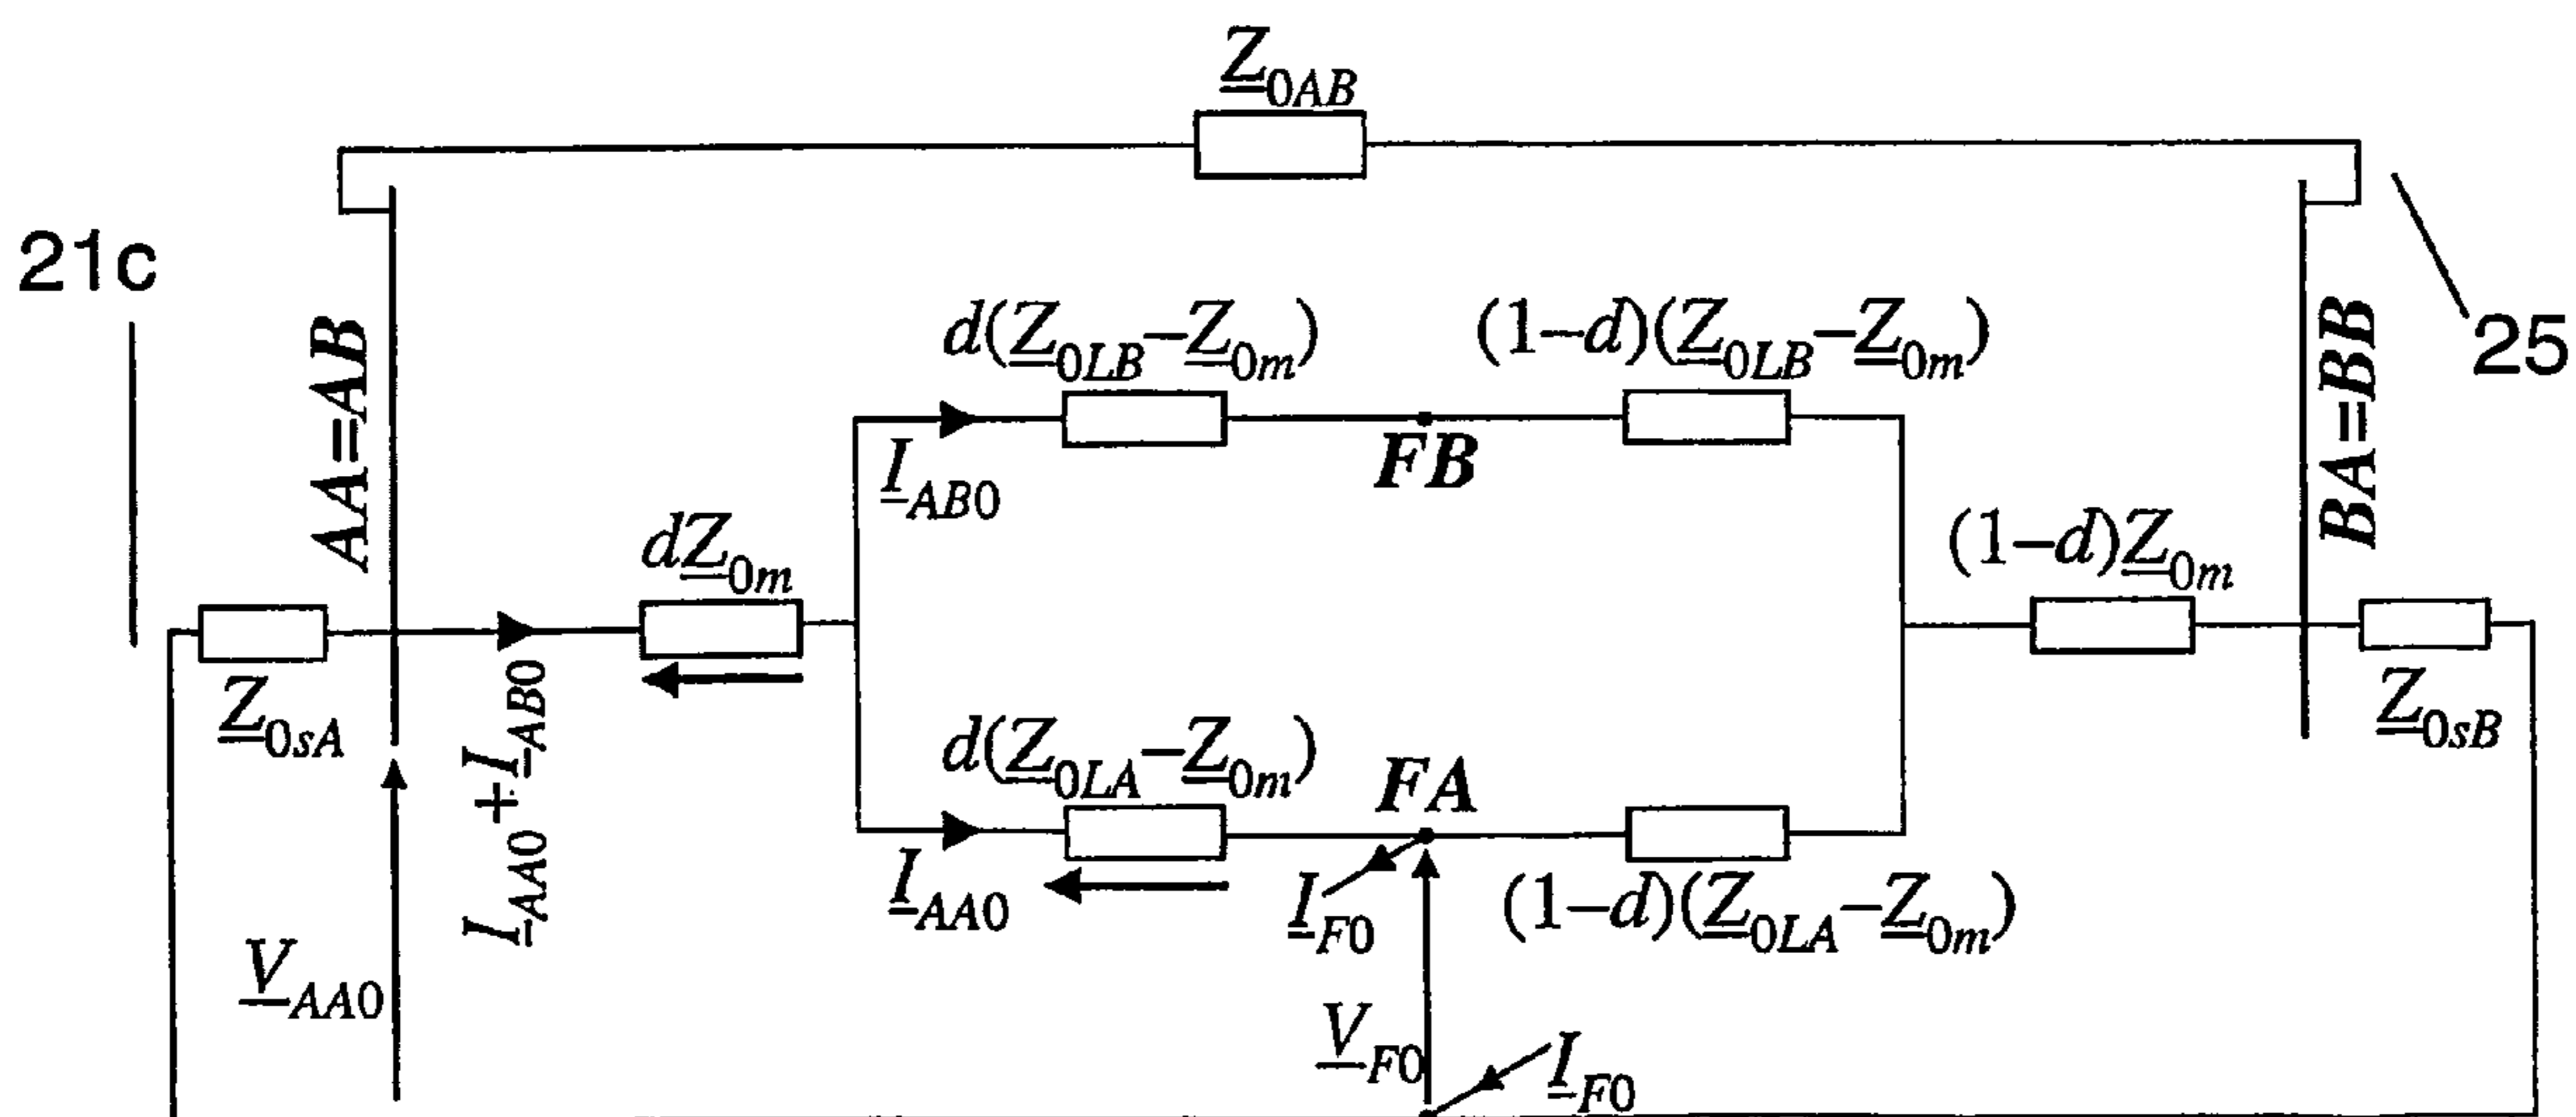 Z0AB
21c
AA=AB
d(Z0LB–Z0m)
(1–d)(Z0LB–Z0m)
BA=BB
25
IAB0
FB
dZ0m
(1–d)Z0m
Z0sA
IAA0+IAB0
d(Z0LA–Z0m)
FA
Z0sB
IAA0
IF0
(1–d)(Z0LA–Z0m)
VAA0
VF0
IF0